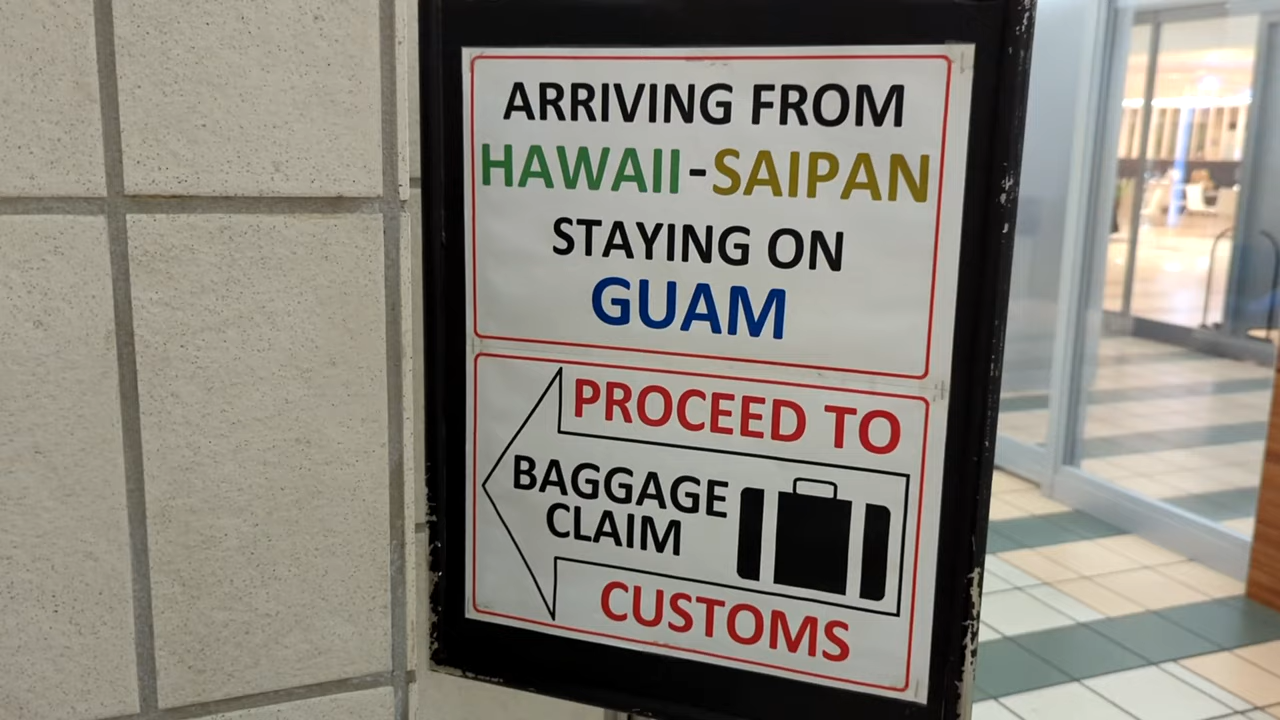 ARRIVING FROM
HAWAII-SAIPAN
STAYING ON
GUAM
PROCEED TO
BAGGAGE
CLAIM
CUSTOMS